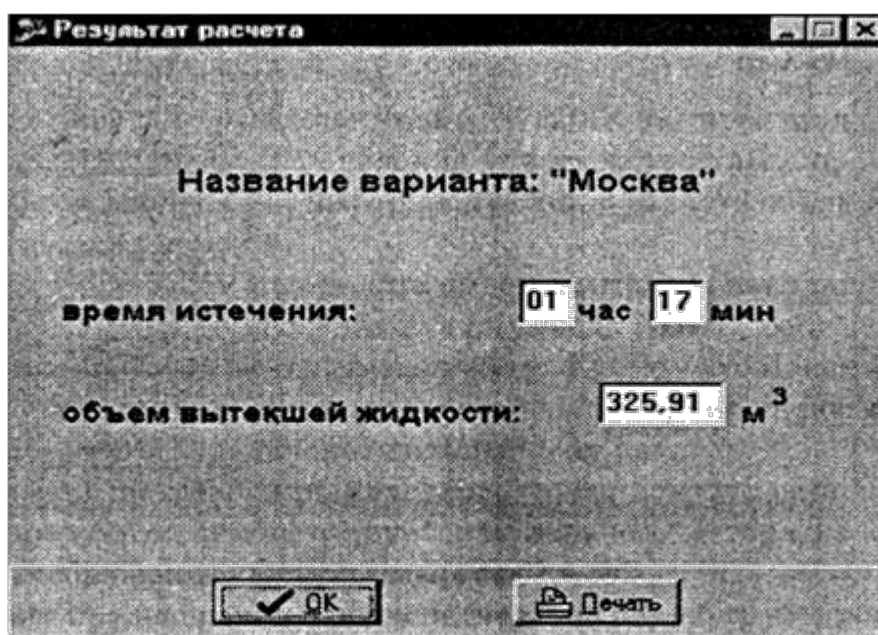 Результат расчета
Название варианта: "Москва"
время истечения: 01 час 17 мин
объем вытекшей жидкости: 325,91 м³
OK Печать